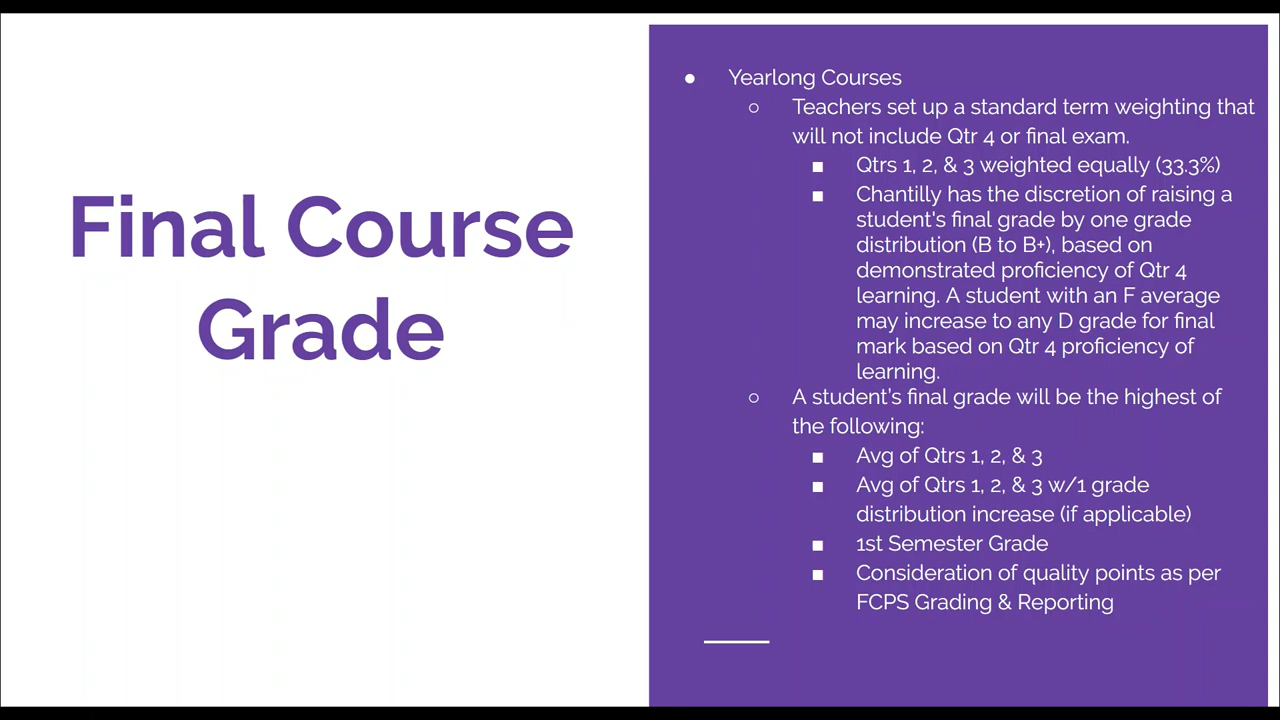 Final Course
Grade
● Yearlong Courses
○ Teachers set up a standard term weighting that
will not include Qtr 4 or final exam.
■ Qtrs 1, 2, & 3 weighted equally (33.3%)
■ Chantilly has the discretion of raising a
student's final grade by one grade
distribution (B to B+), based on
demonstrated proficiency of Qtr 4
learning. A student with an F average
may increase to any D grade for final
mark based on Qtr 4 proficiency of
learning.
○ A student’s final grade will be the highest of
the following:
■ Avg of Qtrs 1, 2, & 3
■ Avg of Qtrs 1, 2, & 3 w/1 grade
distribution increase (if applicable)
■ 1st Semester Grade
■ Consideration of quality points as per
FCPS Grading & Reporting